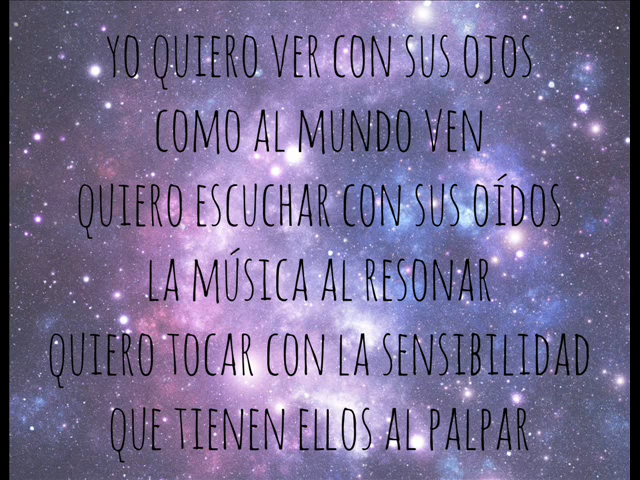 YO QUIERO VER CON SUS OJOS
COMO AL MUNDO VEN
QUIERO ESCUCHAR CON SUS OÍDOS
LA MÚSICA AL RESONAR
QUIERO TOCAR CON LA SENSIBILIDAD
QUE TIENEN ELLOS AL PALPAR